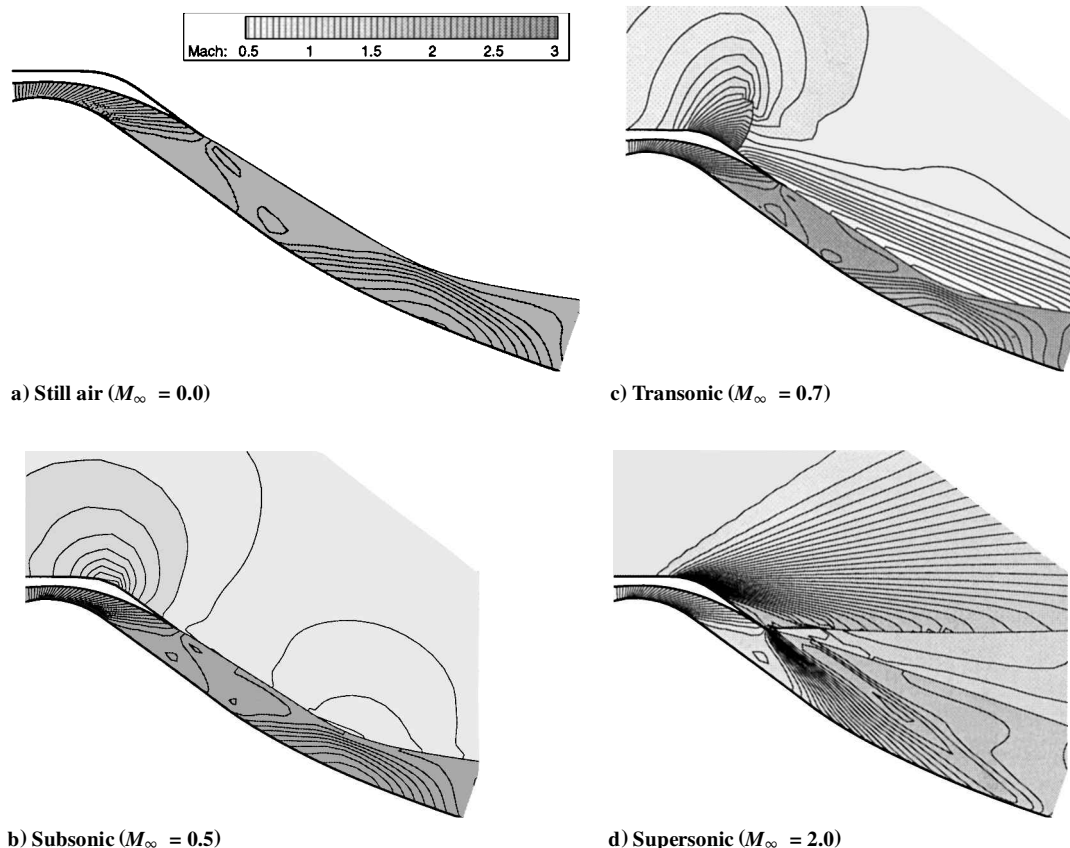 Mach: 0.5 1 1.5 2 2.5 3
a) Still air (M∞ = 0.0)
c) Transonic (M∞ = 0.7)
b) Subsonic (M∞ = 0.5)
d) Supersonic (M∞ = 2.0)